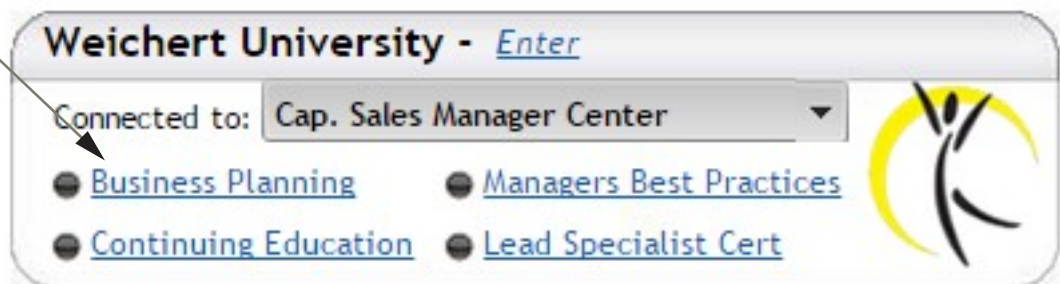 Weichert University - Enter
Connected to: Cap. Sales Manager Center
Business Planning Managers Best Practices
Continuing Education Lead Specialist Cert